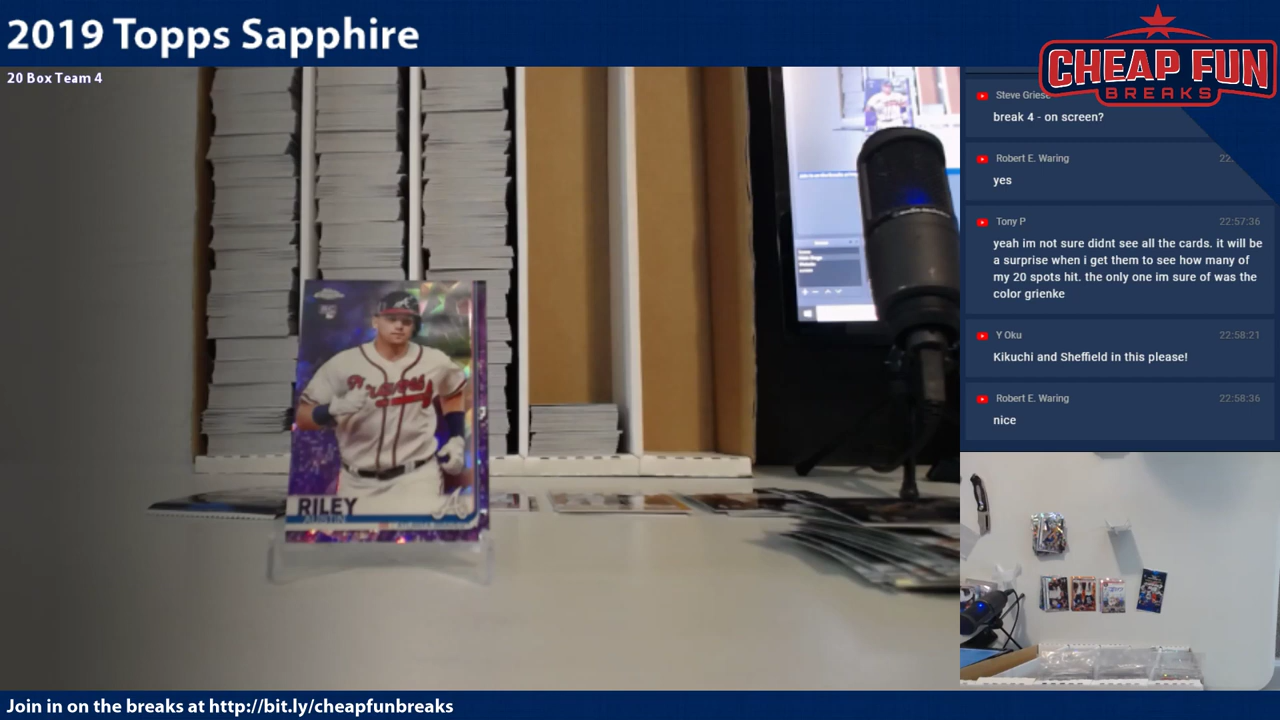 2019 Topps Sapphire
20 Box Team 4
CHEAP FUN
BREAKS
Steve Griese
break 4 - on screen?
Robert E. Waring
22:
yes
Tony P
22:57:36
yeah im not sure didnt see all the cards. it will be
a surprise when i get them to see how many of
my 20 spots hit. the only one im sure of was the
color grienke
Y Oku
22:58:21
Kikuchi and Sheffield in this please!
Robert E. Waring
22:58:36
nice
Braves
RILEY
AUSTIN
Join in on the breaks at http://bit.ly/cheapfunbreaks